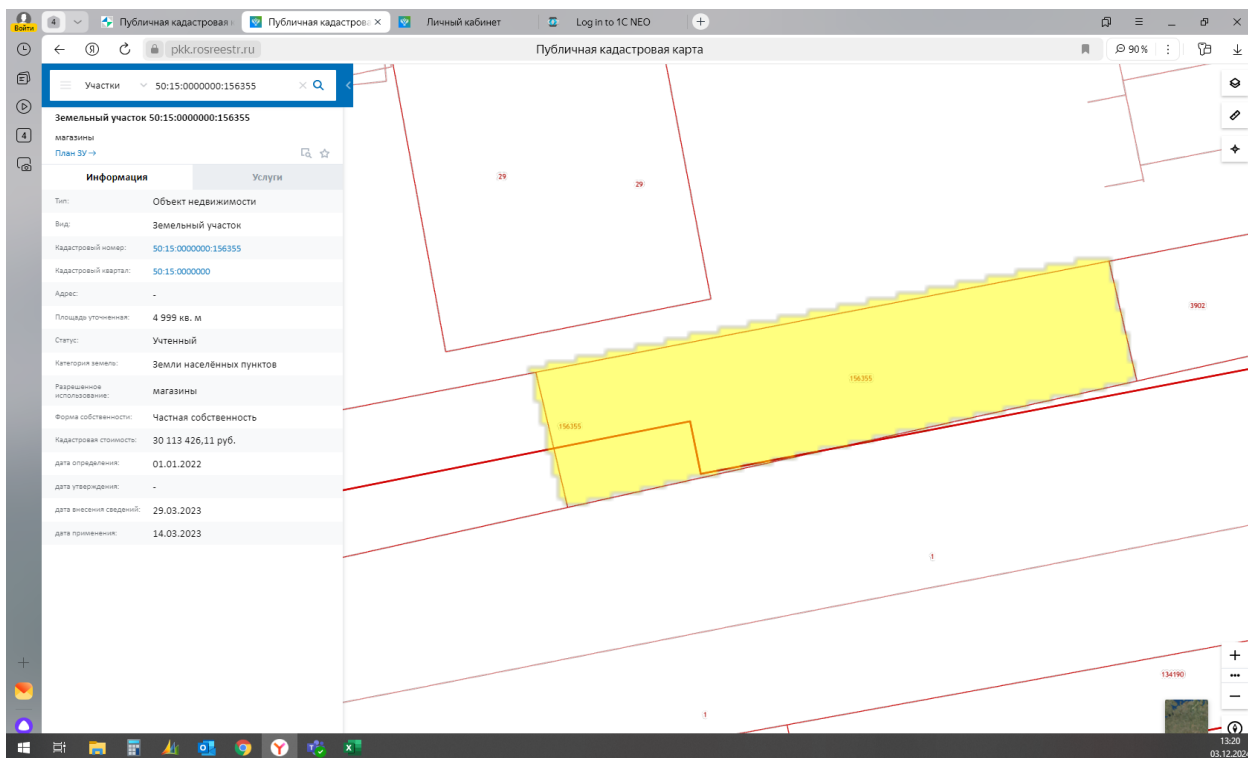 Войти
4
Публичная кадастровая
Публичная кадастрова
Личный кабинет
Log in to 1C NEO
pkk.rosreestr.ru
Публичная кадастровая карта
90 %
4
Участки
50:15:0000000:156355
Земельный участок 50:15:0000000:156355
магазины
План ЗУ →
Информация
Услуги
Тип: Объект недвижимости
Вид: Земельный участок
Кадастровый номер: 50:15:0000000:156355
Кадастровый квартал: 50:15:0000000
Адрес: -
Площадь уточненная: 4 999 кв. м
Статус: Учтенный
Категория земель: Земли населённых пунктов
Разрешенное использование: магазины
Форма собственности: Частная собственность
Кадастровая стоимость: 30 113 426,11 руб.
дата определения: 01.01.2022
дата утверждения: -
дата внесения сведений: 29.03.2023
дата применения: 14.03.2023
29
29
3902
156355
156355
1
134190
1
13:20
03.12.2024